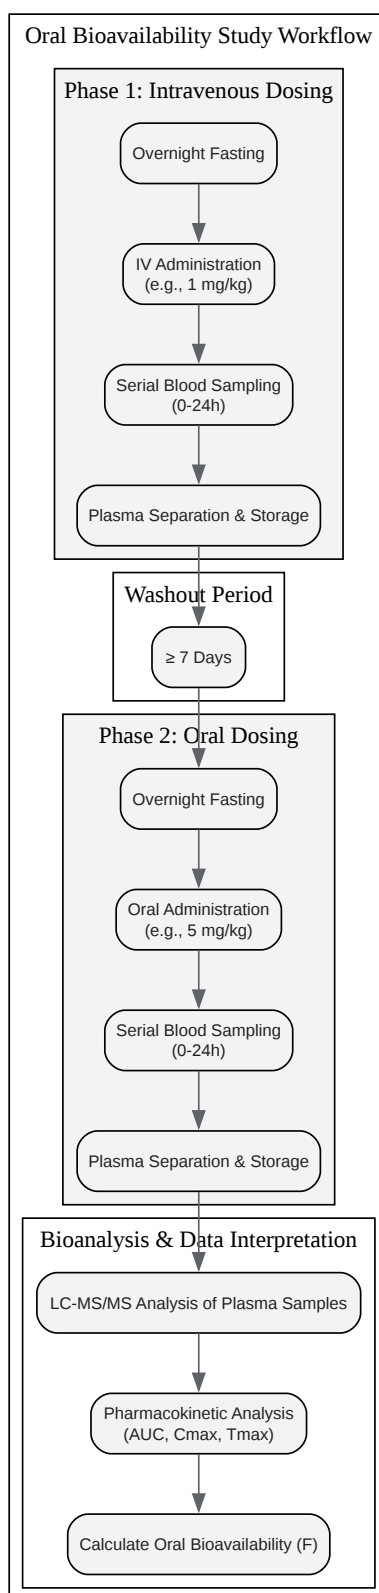 Oral Bioavailability Study Workflow
Phase 1: Intravenous Dosing
Overnight Fasting
IV Administration
(e.g., 1 mg/kg)
Serial Blood Sampling
(0-24h)
Plasma Separation & Storage
Washout Period
≥ 7 Days
Phase 2: Oral Dosing
Overnight Fasting
Oral Administration
(e.g., 5 mg/kg)
Serial Blood Sampling
(0-24h)
Plasma Separation & Storage
Bioanalysis & Data Interpretation
LC-MS/MS Analysis of Plasma Samples
Pharmacokinetic Analysis
(AUC, Cmax, Tmax)
Calculate Oral Bioavailability (F)